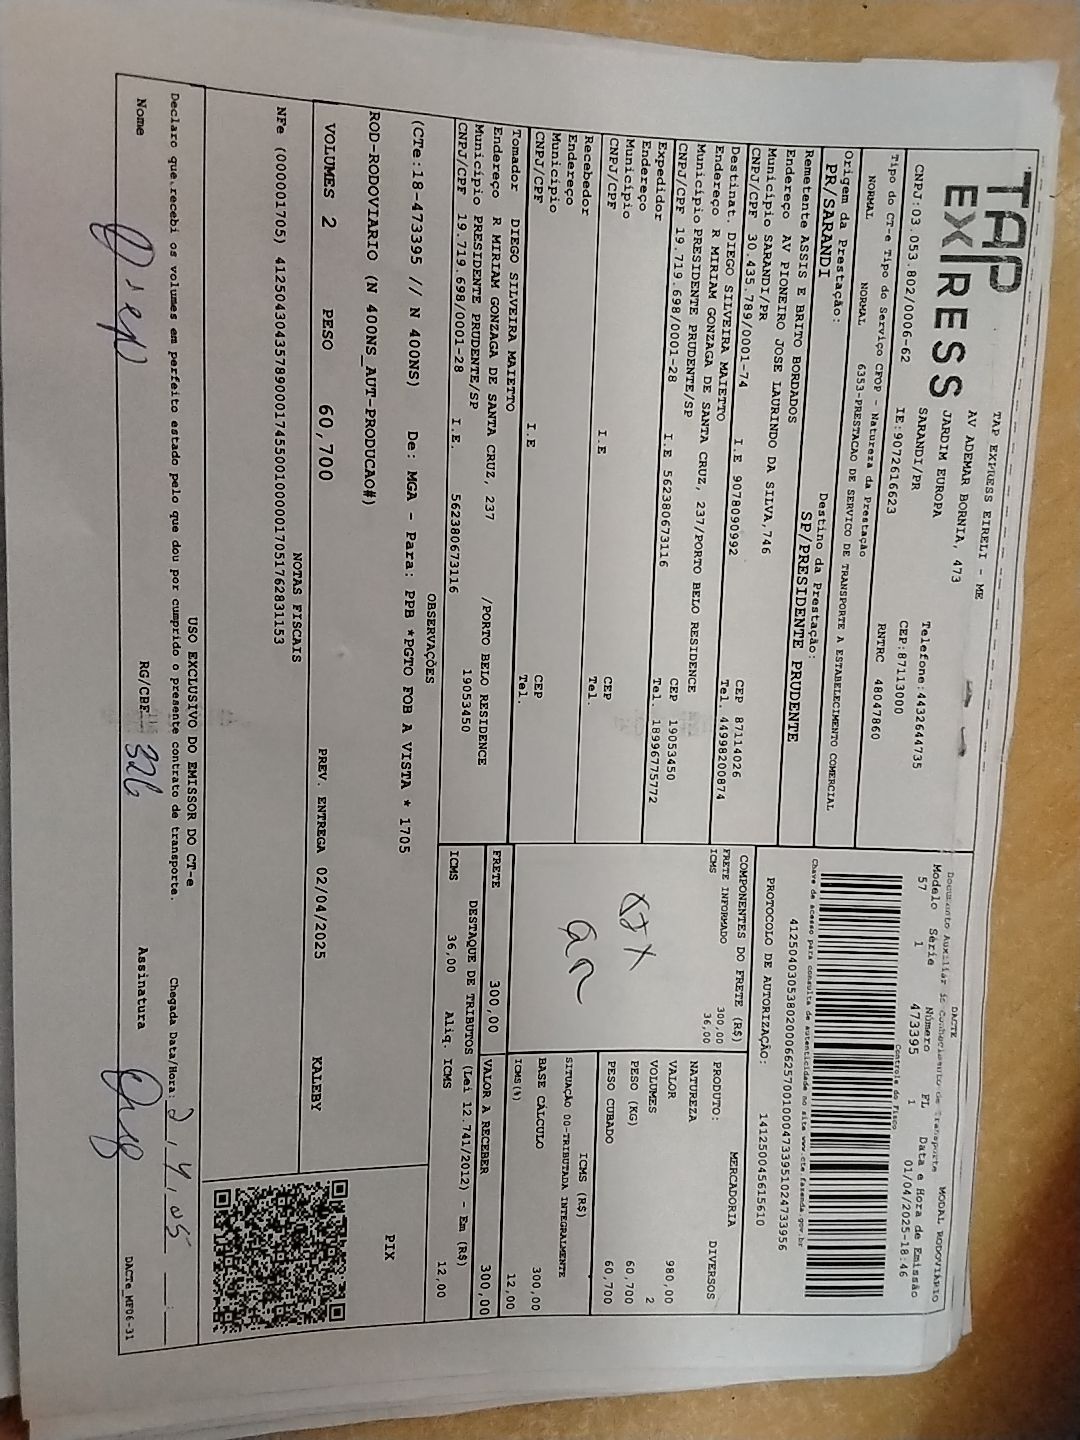 TAP EXPRESS
TAP EXPRESS EIRELI - ME
AV ADEMAR BORNIA, 473
JARDIM EUROPA
SARANDI/PR
Telefone:4432644735
CEP:87113000
CNPJ:03.053.802/0006-62
IE:9072616623
RNTRC 48047860
DACTE
Documento Auxiliar de Conhecimento de Transporte
MODAL RODOVIÁRIO
Modelo Série Número FL Data e Hora de Emissão
57 1 473395 1 01/04/2025-18:46
Controle do Fisco
Chave de acesso para consulta de autenticidade no site www.cte.fazenda.gov.br
41250403053802000662570010004733951024733956
PROTOCOLO DE AUTORIZAÇÃO: 141250045615610
Tipo do CT-e Tipo do Serviço CFOP - Natureza da Prestação
NORMAL NORMAL 6353-PRESTACAO DE SERVICO DE TRANSPORTE A ESTABELECIMENTO COMERCIAL
Origem da Prestação: Destino da Prestação:
PR/SARANDI SP/PRESIDENTE PRUDENTE
Remetente ASSIS E BRITO BORDADOS
Endereço AV PIONEIRO JOSE LAURINDO DA SILVA,746
Município SARANDI/PR CEP 87114026
CNPJ/CPF 30.435.789/0001-74 I.E 9078090992 Tel. 44998200874
Destinat. DIEGO SILVEIRA MAIETTO
Endereço R MIRIAM GONZAGA DE SANTA CRUZ, 237/PORTO BELO RESIDENCE
Município PRESIDENTE PRUDENTE/SP CEP 19053450
CNPJ/CPF 19.719.698/0001-28 I.E 562380673116 Tel. 18996775772
Expedidor
Endereço
Município CEP
CNPJ/CPF I.E Tel.
Recebedor
Endereço
Município CEP
CNPJ/CPF I.E Tel.
Tomador DIEGO SILVEIRA MAIETTO
Endereço R MIRIAM GONZAGA DE SANTA CRUZ, 237 /PORTO BELO RESIDENCE
Município PRESIDENTE PRUDENTE/SP 19053450
CNPJ/CPF 19.719.698/0001-28 I.E. 562380673116
COMPONENTES DO FRETE (R$)
FRETE INFORMADO 300,00
ICMS 36,00
PRODUTO: MERCADORIA
NATUREZA DIVERSOS
VALOR 980,00
VOLUMES 2
PESO (KG) 60,700
PESO CUBADO 60,700
ICMS (R$)
SITUAÇÃO 00-TRIBUTADA INTEGRALMENTE
BASE CÁLCULO 300,00
ICMS(%) 12,00
FRETE 300,00 VALOR A RECEBER 300,00
DESTAQUE DE TRIBUTOS (Lei 12.741/2012) - Em (R$)
ICMS 36,00 Aliq. ICMS 12,00
OBSERVAÇÕES
(CTe:18-473395 // N 400NS) De: MGA - Para: PPB *PGTO FOB A VISTA * 1705
ROD-RODOVIARIO (N 400NS_AUT-PRODUCAO#)
PIX
VOLUMES 2 PESO 60,700 PREV. ENTREGA 02/04/2025 KALEBY
NOTAS FISCAIS
NFe (000001705) 41250430435789000174550010000017051762831153
USO EXCLUSIVO DO EMISSOR DO CT-e
Declaro que recebi os volumes em perfeito estado pelo que dou por cumprido o presente contrato de transporte. Chegada Data/Hora:
Nome RG/CPF 326 Assinatura
DACTe_MF06-31